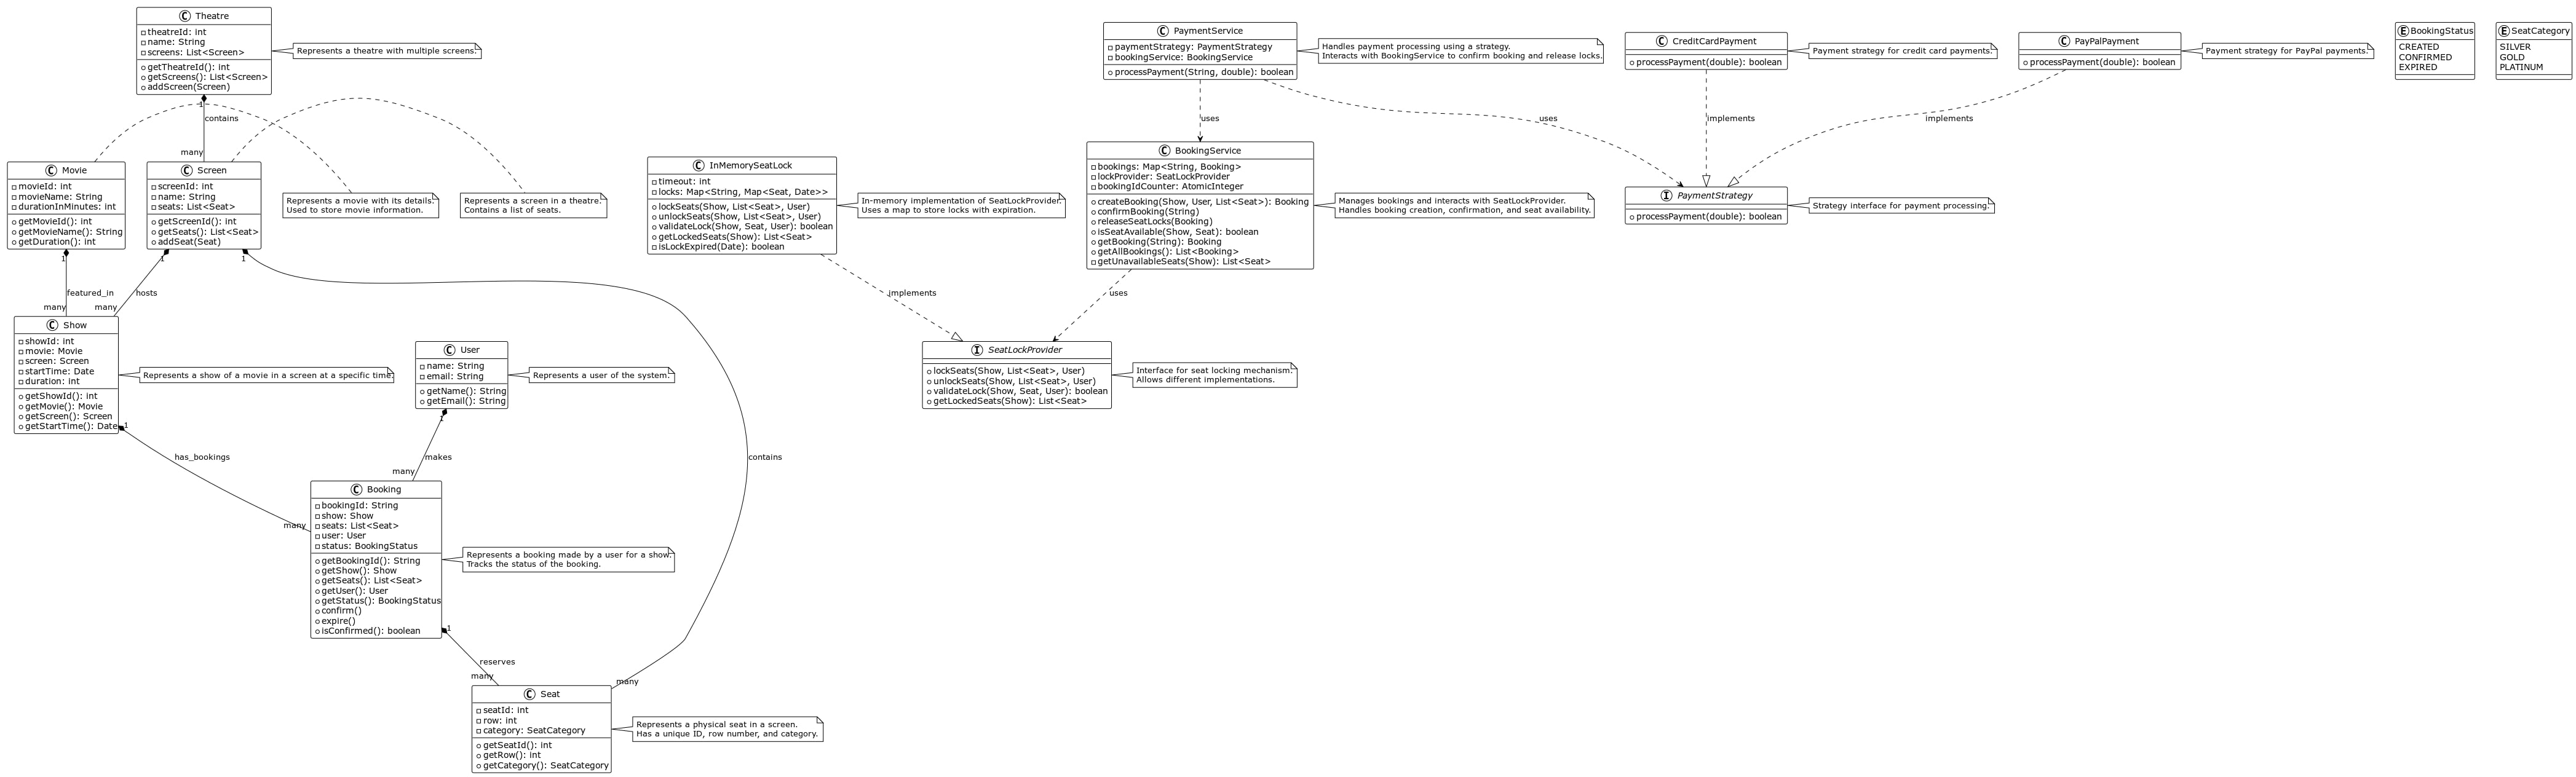 Theatre
theatreId: int
name: String
screens: List<Screen>
getTheatreId(): int
getScreens(): List<Screen>
addScreen(Screen)
Represents a theatre with multiple screens.
1
contains
many
Movie
movieId: int
movieName: String
durationInMinutes: int
getMovieId(): int
getMovieName(): String
getDuration(): int
Screen
screenId: int
name: String
seats: List<Seat>
getScreenId(): int
getSeats(): List<Seat>
addSeat(Seat)
Represents a movie with its details.
Used to store movie information.
Represents a screen in a theatre.
Contains a list of seats.
1
featured_in
many
1
hosts
many
1
contains
many
Show
showId: int
movie: Movie
screen: Screen
startTime: Date
duration: int
getShowId(): int
getMovie(): Movie
getScreen(): Screen
getStartTime(): Date
Represents a show of a movie in a screen at a specific time.
User
name: String
email: String
getName(): String
getEmail(): String
Represents a user of the system.
1
has_bookings
many
1
makes
many
Booking
bookingId: String
show: Show
seats: List<Seat>
user: User
status: BookingStatus
getBookingId(): String
getShow(): Show
getSeats(): List<Seat>
getUser(): User
getStatus(): BookingStatus
confirm()
expire()
isConfirmed(): boolean
Represents a booking made by a user for a show.
Tracks the status of the booking.
1
reserves
many
Seat
seatId: int
row: int
category: SeatCategory
getSeatId(): int
getRow(): int
getCategory(): SeatCategory
Represents a physical seat in a screen.
Has a unique ID, row number, and category.
InMemorySeatLock
timeout: int
locks: Map<String, Map<Seat, Date>>
lockSeats(Show, List<Seat>, User)
unlockSeats(Show, List<Seat>, User)
validateLock(Show, Seat, User): boolean
getLockedSeats(Show): List<Seat>
isLockExpired(Date): boolean
In-memory implementation of SeatLockProvider.
Uses a map to store locks with expiration.
implements
PaymentService
paymentStrategy: PaymentStrategy
bookingService: BookingService
processPayment(String, double): boolean
Handles payment processing using a strategy.
Interacts with BookingService to confirm booking and release locks.
uses
uses
BookingService
bookings: Map<String, Booking>
lockProvider: SeatLockProvider
bookingIdCounter: AtomicInteger
createBooking(Show, User, List<Seat>): Booking
confirmBooking(String)
releaseSeatLocks(Booking)
isSeatAvailable(Show, Seat): boolean
getBooking(String): Booking
getAllBookings(): List<Booking>
getUnavailableSeats(Show): List<Seat>
Manages bookings and interacts with SeatLockProvider.
Handles booking creation, confirmation, and seat availability.
uses
SeatLockProvider
lockSeats(Show, List<Seat>, User)
unlockSeats(Show, List<Seat>, User)
validateLock(Show, Seat, User): boolean
getLockedSeats(Show): List<Seat>
Interface for seat locking mechanism.
Allows different implementations.
CreditCardPayment
processPayment(double): boolean
Payment strategy for credit card payments.
implements
PayPalPayment
processPayment(double): boolean
Payment strategy for PayPal payments.
implements
PaymentStrategy
processPayment(double): boolean
Strategy interface for payment processing.
BookingStatus
CREATED
CONFIRMED
EXPIRED
SeatCategory
SILVER
GOLD
PLATINUM